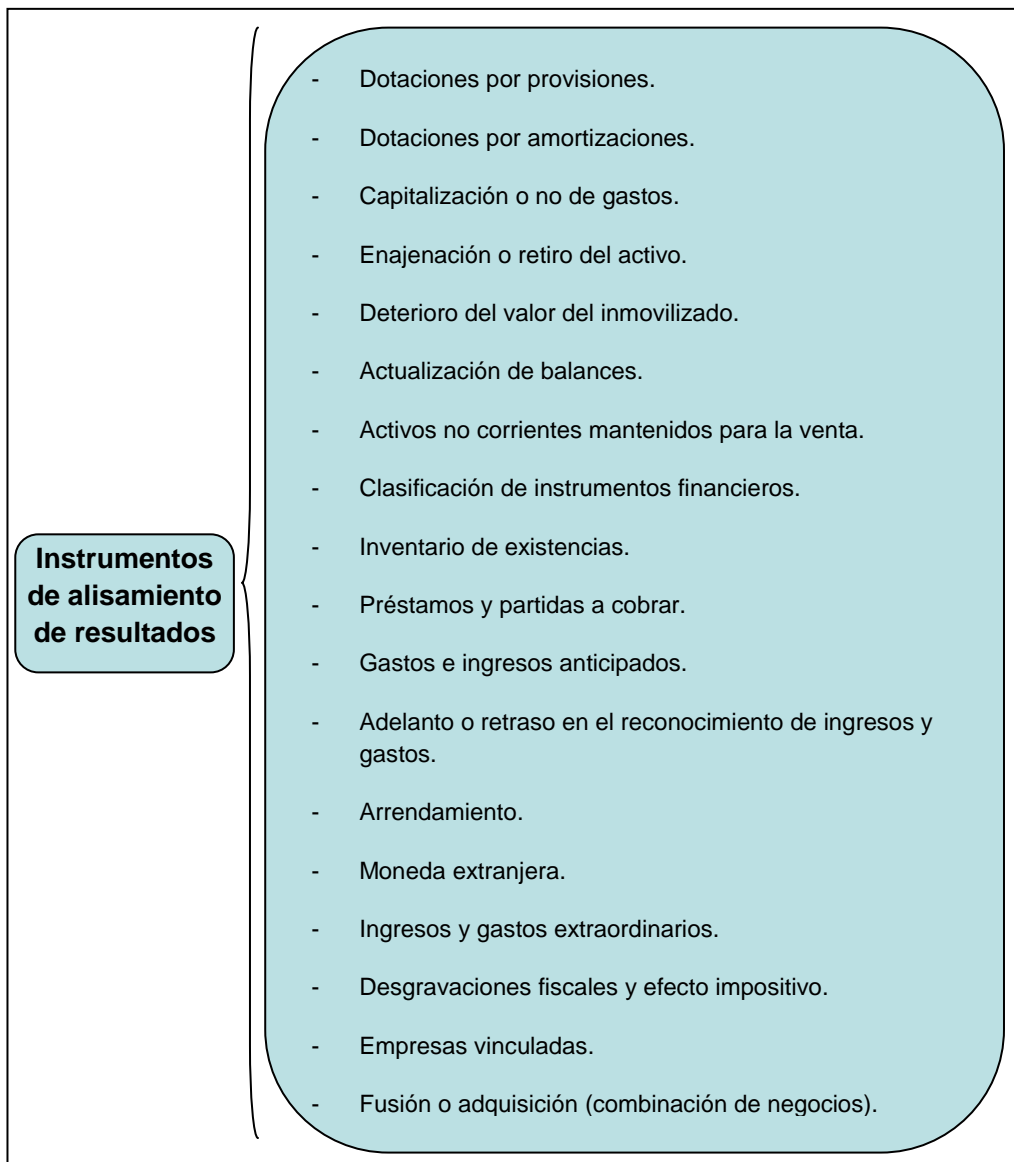 Instrumentos
de alisamiento
de resultados
- Dotaciones por provisiones.
- Dotaciones por amortizaciones.
- Capitalización o no de gastos.
- Enajenación o retiro del activo.
- Deterioro del valor del inmovilizado.
- Actualización de balances.
- Activos no corrientes mantenidos para la venta.
- Clasificación de instrumentos financieros.
- Inventario de existencias.
- Préstamos y partidas a cobrar.
- Gastos e ingresos anticipados.
- Adelanto o retraso en el reconocimiento de ingresos y
gastos.
- Arrendamiento.
- Moneda extranjera.
- Ingresos y gastos extraordinarios.
- Desgravaciones fiscales y efecto impositivo.
- Empresas vinculadas.
- Fusión o adquisición (combinación de negocios).